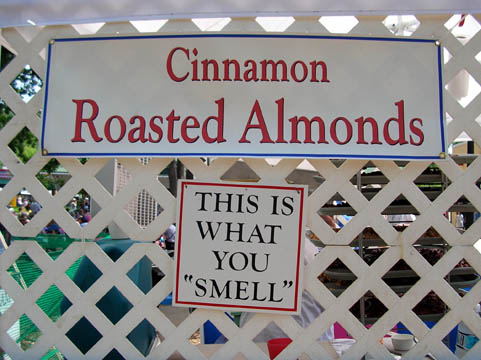 Cinnamon
Roasted Almonds
THIS IS
WHAT
YOU
"SMELL"